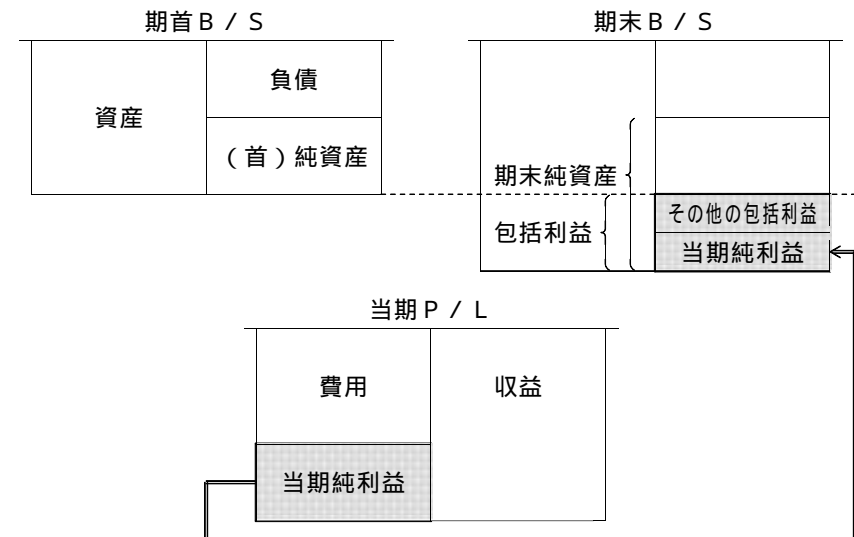 期首Ｂ／Ｓ
資産
負債
（首）純資産
期末Ｂ／Ｓ
期末純資産
包括利益
その他の包括利益
当期純利益
当期Ｐ／Ｌ
費用
収益
当期純利益